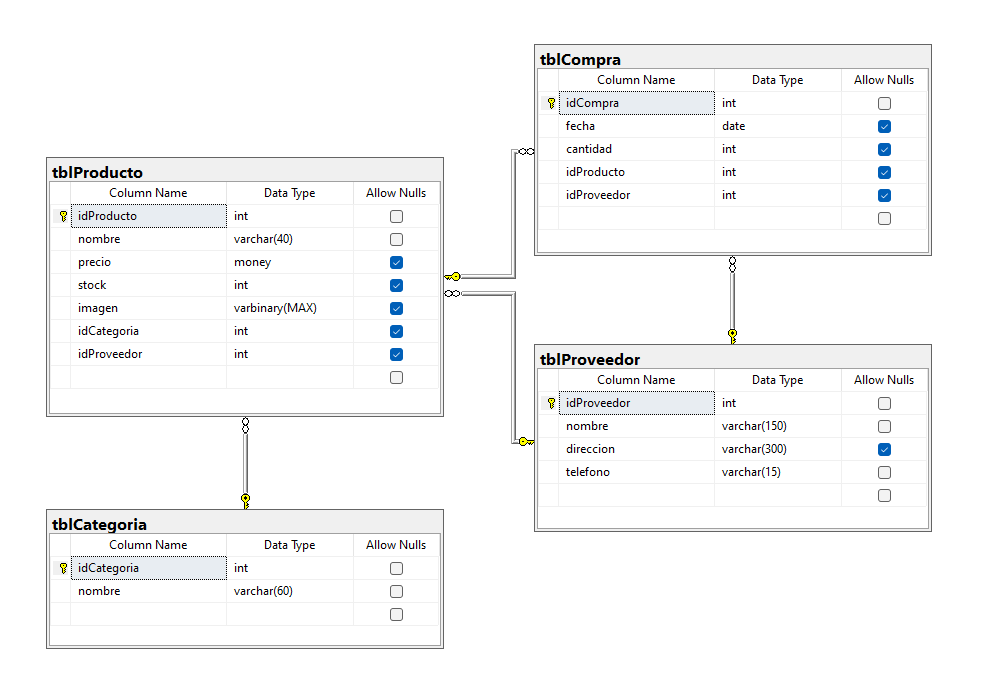 tblCompra
Column Name Data Type Allow Nulls
idCompra int
fecha date
cantidad int
idProducto int
idProveedor int
tblProducto
Column Name Data Type Allow Nulls
idProducto int
nombre varchar(40)
precio money
stock int
imagen varbinary(MAX)
idCategoria int
idProveedor int
tblProveedor
Column Name Data Type Allow Nulls
idProveedor int
nombre varchar(150)
direccion varchar(300)
telefono varchar(15)
tblCategoria
Column Name Data Type Allow Nulls
idCategoria int
nombre varchar(60)